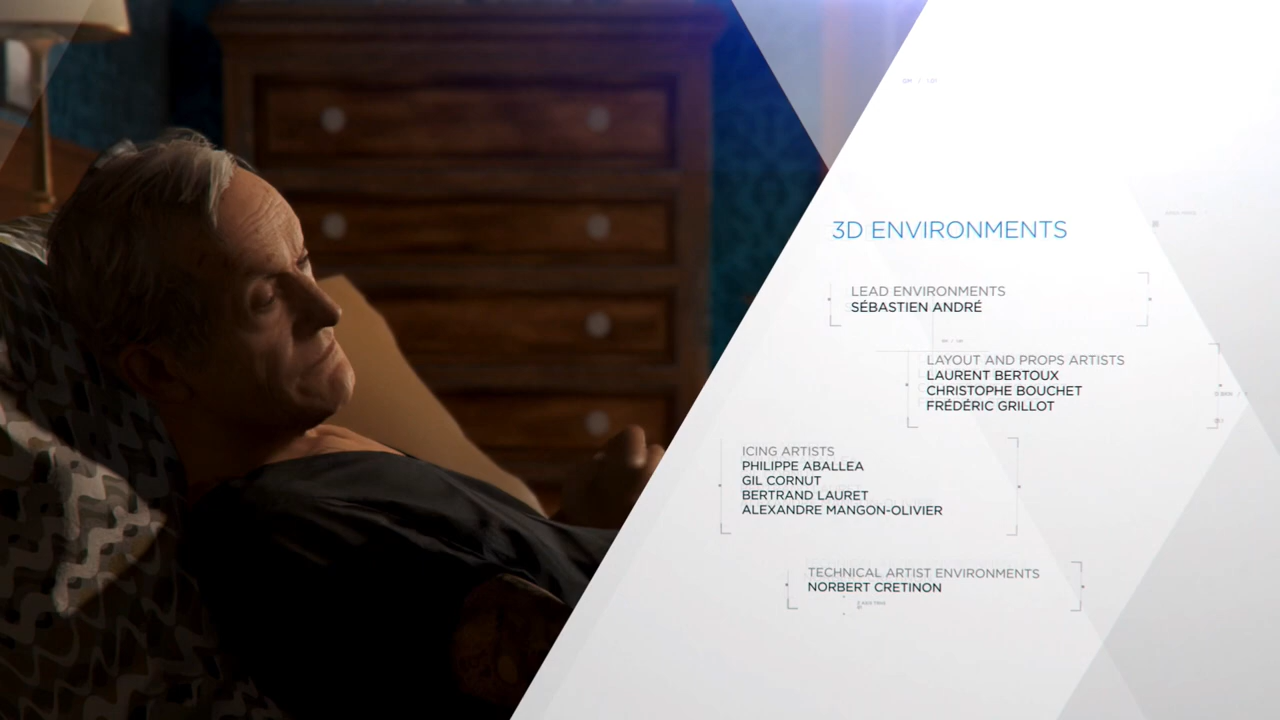 3D ENVIRONMENTS
LEAD ENVIRONMENTS
SÉBASTIEN ANDRÉ
LAYOUT AND PROPS ARTISTS
LAURENT BERTOUX
CHRISTOPHE BOUCHET
FRÉDÉRIC GRILLOT
ICING ARTISTS
PHILIPPE ABALLEA
GIL CORNUT
BERTRAND LAURET
ALEXANDRE MANGON-OLIVIER
TECHNICAL ARTIST ENVIRONMENTS
NORBERT CRETINON